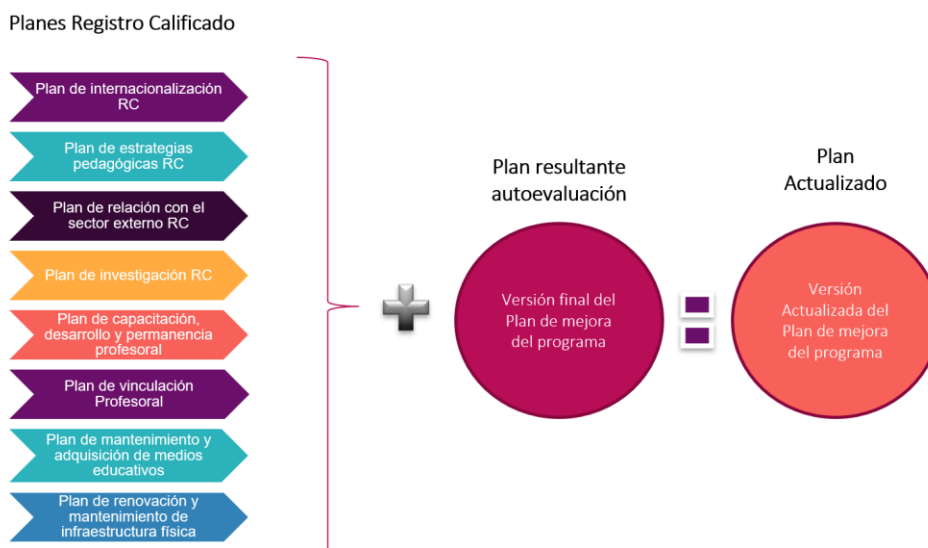 Planes Registro Calificado
Plan de internacionalización
RC
Plan de estrategias
pedagógicas RC
Plan de relación con el
sector externo RC
Plan de investigación RC
Plan de capacitación,
desarrollo y permanencia
profesoral
Plan de vinculación
Profesoral
Plan de mantenimiento y
adquisición de medios
educativos
Plan de renovación y
mantenimiento de
infraestructura física
Plan resultante
autoevaluación
Versión final del
Plan de mejora
del programa
Plan
Actualizado
Versión
Actualizada del
Plan de mejora
del programa